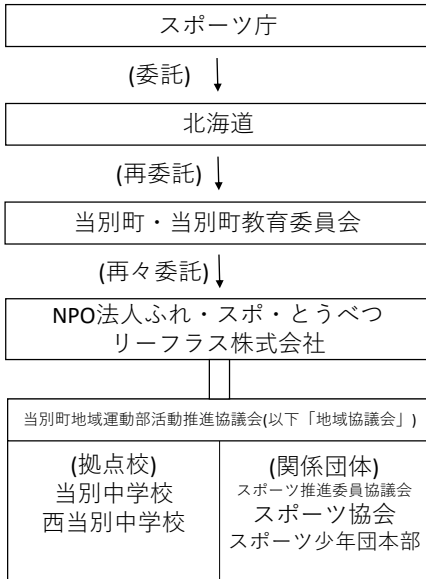 スポーツ庁
(委託)
北海道
(再委託)
当別町・当別町教育委員会
(再々委託)
NPO法人ふれ・スポ・とうべつ
リーフラス株式会社
当別町地域運動部活動推進協議会(以下「地域協議会」)
(拠点校)
当別中学校
西当別中学校
(関係団体)
スポーツ推進委員協議会
スポーツ協会
スポーツ少年団本部